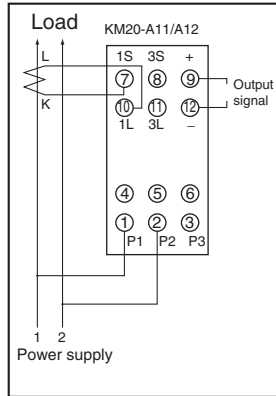 Load
KM20-A11/A12
L
1S 3S +
⑦ ⑧ ⑨
Output
signal
K
⑩ ⑪ ⑫
1L 3L −
④ ⑤ ⑥
① ② ③
P1 P2 P3
1 2
Power supply